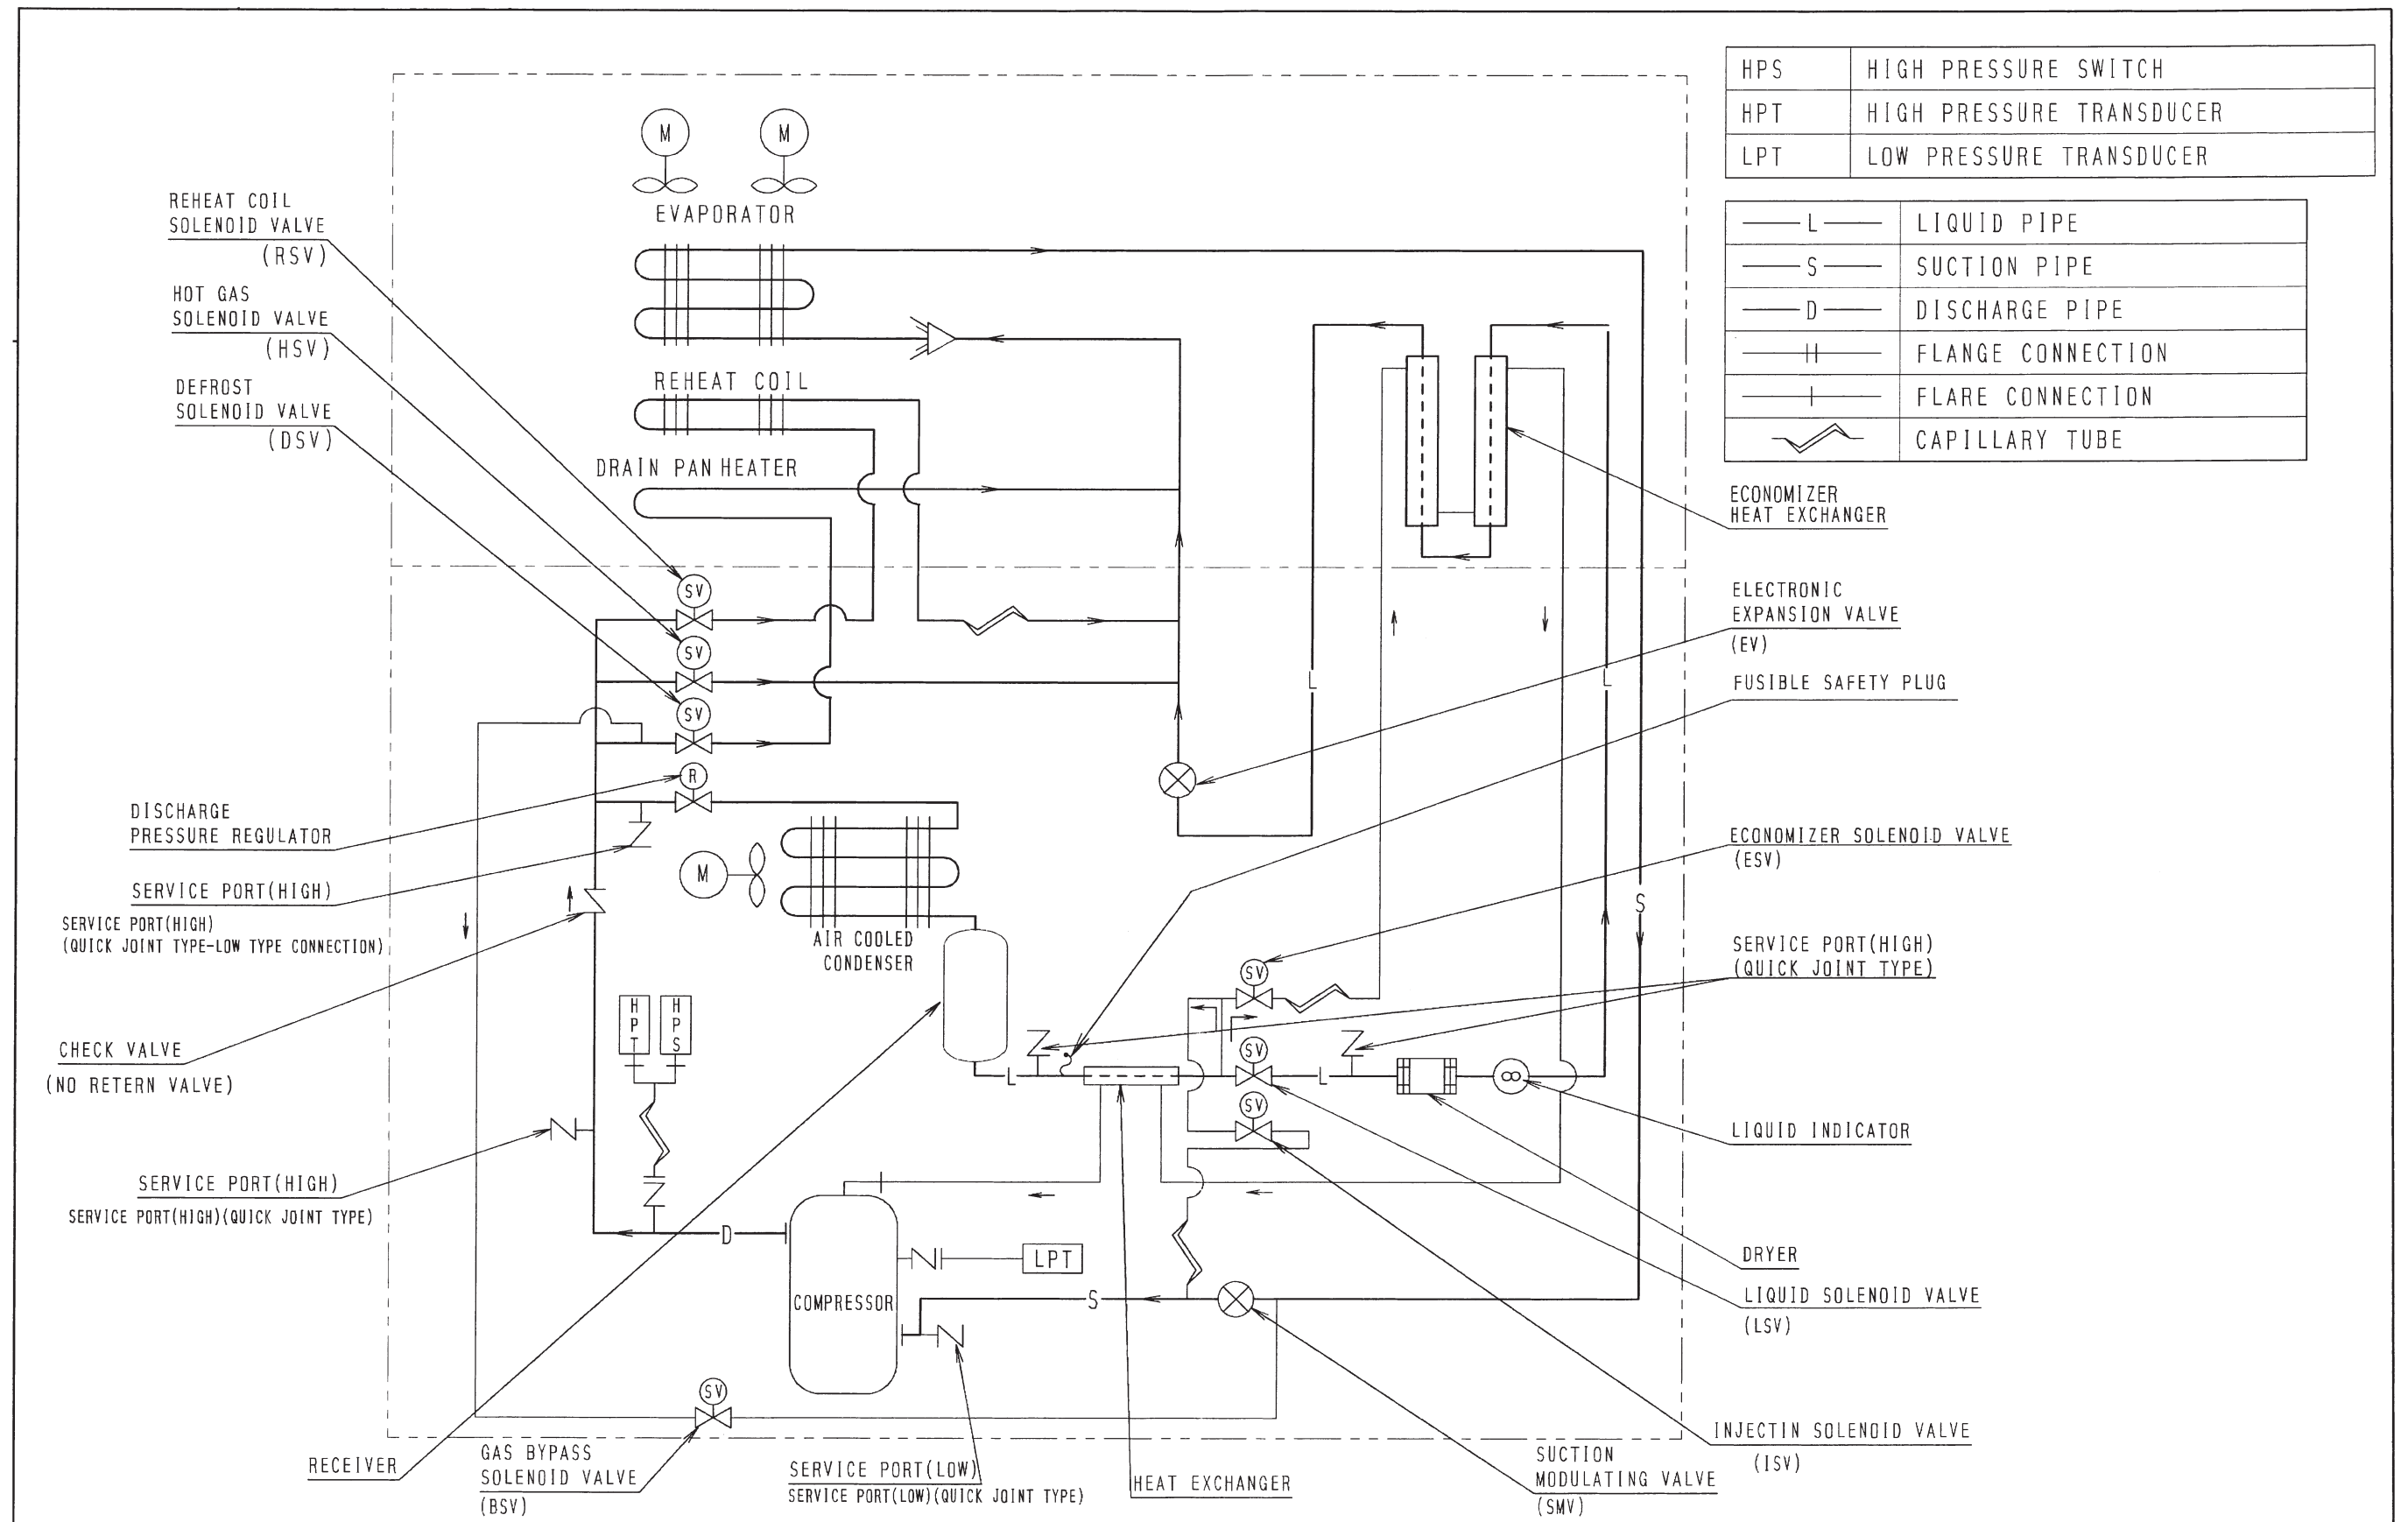 HPS HIGH PRESSURE SWITCH
HPT HIGH PRESSURE TRANSDUCER
LPT LOW PRESSURE TRANSDUCER
L LIQUID PIPE
S SUCTION PIPE
D DISCHARGE PIPE
FLANGE CONNECTION
FLARE CONNECTION
CAPILLARY TUBE
M M
EVAPORATOR
REHEAT COIL
SOLENOID VALVE
(RSV)
HOT GAS
SOLENOID VALVE
(HSV)
DEFROST
SOLENOID VALVE
(DSV)
REHEAT COIL
DRAIN PAN HEATER
ECONOMIZER
HEAT EXCHANGER
SV
SV
SV
R
L
L
ELECTRONIC
EXPANSION VALVE
(EV)
FUSIBLE SAFETY PLUG
DISCHARGE
PRESSURE REGULATOR
SERVICE PORT(HIGH)
SERVICE PORT(HIGH)
(QUICK JOINT TYPE-LOW TYPE CONNECTION)
M
AIR COOLED
CONDENSER
ECONOMIZER SOLENOID VALVE
(ESV)
S
SERVICE PORT(HIGH)
(QUICK JOINT TYPE)
SV
HPT
HPS
CHECK VALVE
(NO RETERN VALVE)
L
SV
L
SV
LIQUID INDICATOR
SERVICE PORT(HIGH)
SERVICE PORT(HIGH)(QUICK JOINT TYPE)
D
LPT
COMPRESSOR
S
DRYER
LIQUID SOLENOID VALVE
(LSV)
SV
RECEIVER
GAS BYPASS
SOLENOID VALVE
(BSV)
SERVICE PORT(LOW)
SERVICE PORT(LOW)(QUICK JOINT TYPE)
HEAT EXCHANGER
SUCTION
MODULATING VALVE
(SMV)
INJECTIN SOLENOID VALVE
(ISV)